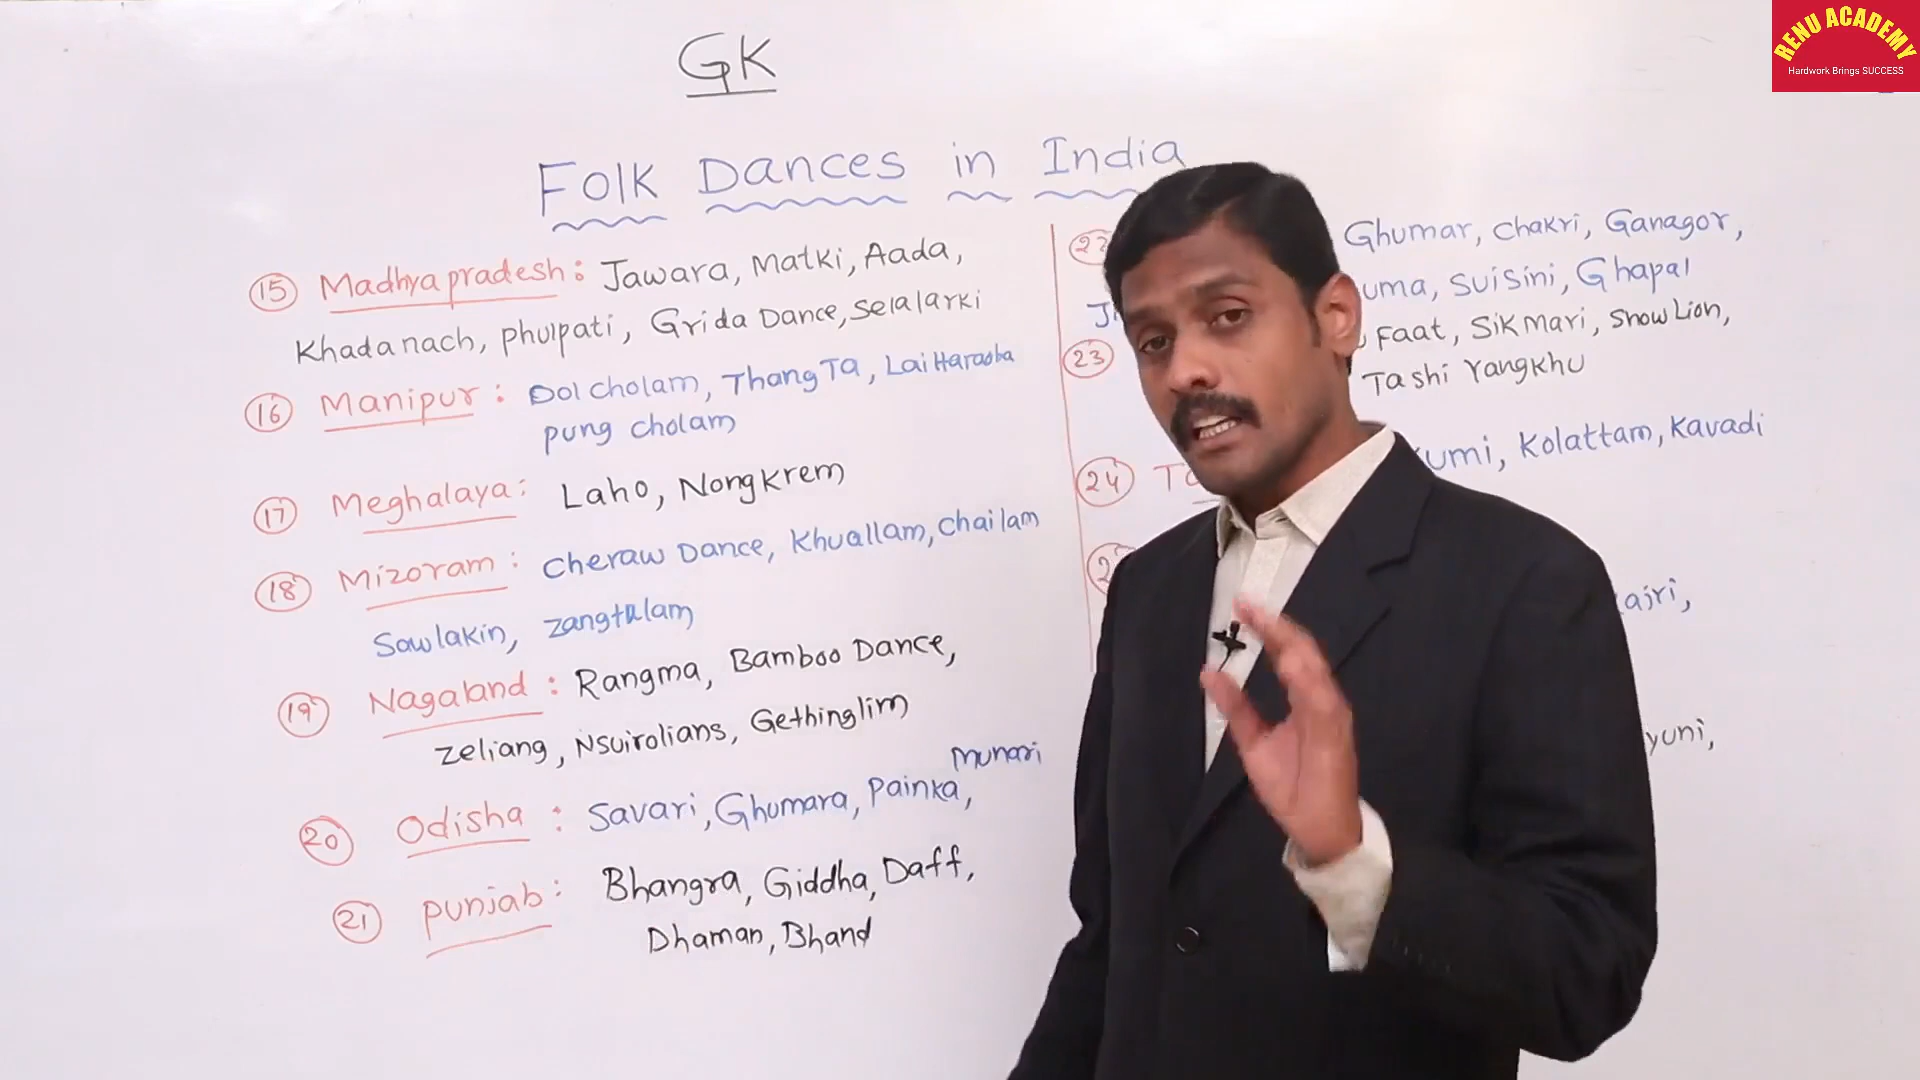 RENU ACADEMY
Hardwork Brings SUCCESS
GK
Folk Dances in India
15 Madhya pradesh : Jawara, Matki, Aada,
Khadanach, phulpati, Grida Dance, selalarki
16 Manipur : Dol cholam, Thang Ta, Lai Haraoba
pung cholam
17 Meghalaya : Laho, Nongkrem
18 Mizoram : cheraw Dance, Khuallam, chailam
Sawlakin, zangtalam
19 Nagaland : Rangma, Bamboo Dance,
zeliang, Nsuirolians, Gethinglim
20 Odisha : Savari, Ghumara, Painka, munari
21 punjab : Bhangra, Giddha, Daff,
Dhaman, Bhand
Ghumar, chakri, Ganagor,
uma, suisini, Ghapal
23 Faat, Sikmari, Snow Lion,
Tashi Yangkhu
24 umi, Kolattam, Kavadi
ajri,
yuni,